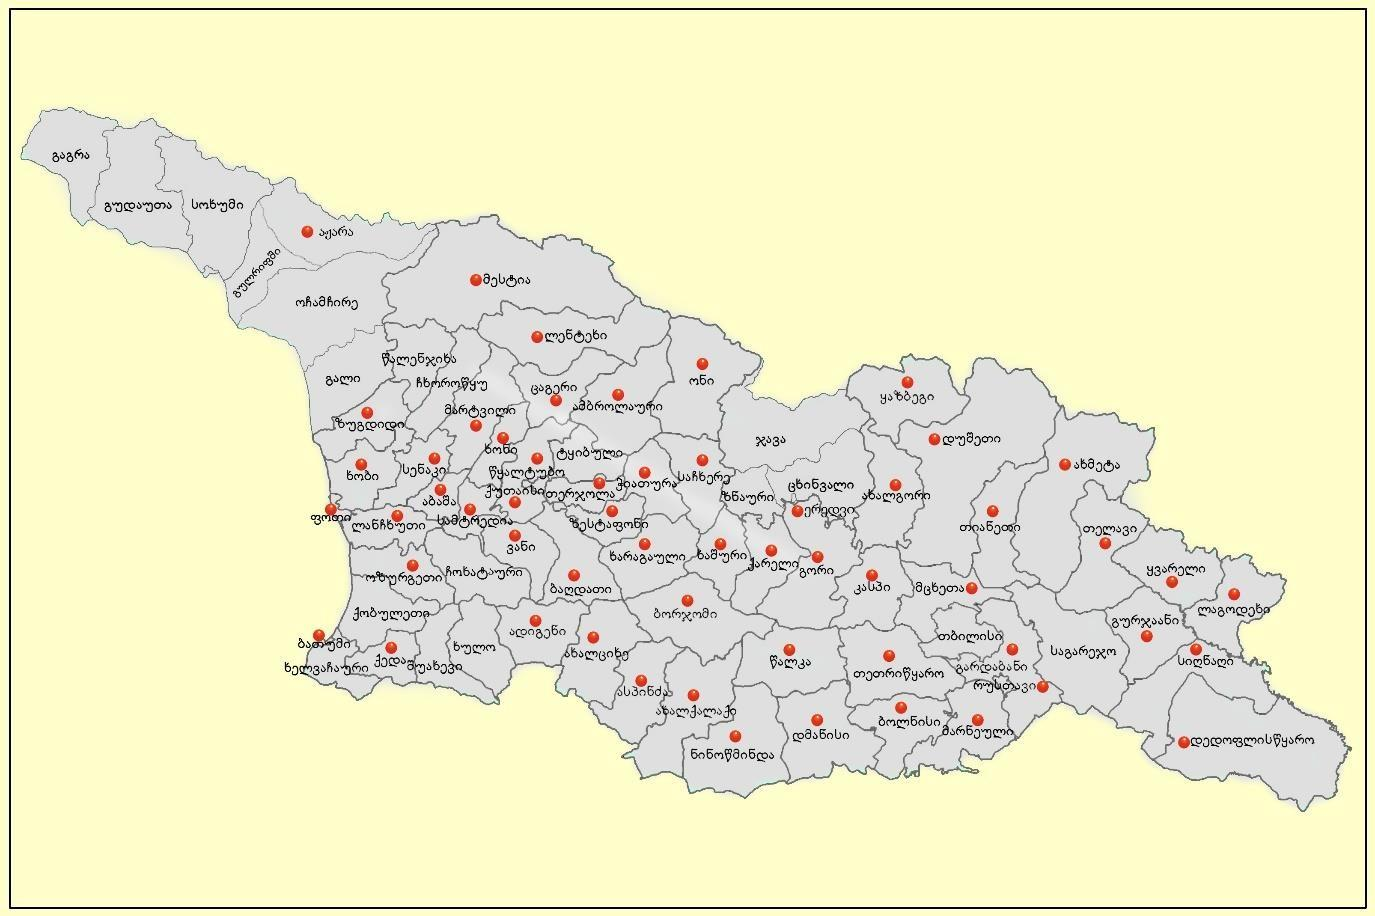 გაგრა
გუდაუთა
სოხუმი
აჟარა
გულრიფში
ოჩამჩირე
მესტია
ლენტეხი
წალენჯიხა
გალი
ჩხოროწყუ
ცაგერი
ონი
ამბროლაური
ყაზბეგი
მარტვილი
ზუგდიდი
ხონი
ტყიბული
ჯავა
დუშეთი
ახმეტა
ხობი
სენაკი
წყალტუბო
ჭიათურა
საჩხერე
ცხინვალი
ახალგორი
აბაშა
ქუთაისი
თერჯოლა
ზნაური
ერედვი
ფოთი
ლანჩხუთი
სამტრედია
ზესტაფონი
თიანეთი
თელავი
ვანი
ხარაგაული
ხაშური
ქარელი
გორი
ყვარელი
ოზურგეთი
ჩოხატაური
ბაღდათი
კასპი
მცხეთა
ლაგოდეხი
ქობულეთი
ბორჯომი
გურჯაანი
ბათუმი
ადიგენი
თბილისი
ხელვაჩაური
ქედა
შუახევი
ხულო
ახალციხე
წალკა
თეთრიწყარო
გარდაბანი
საგარეჯო
სიღნაღი
რუსთავი
ასპინძა
ახალქალაქი
დმანისი
ბოლნისი
მარნეული
ნინოწმინდა
დედოფლისწყარო